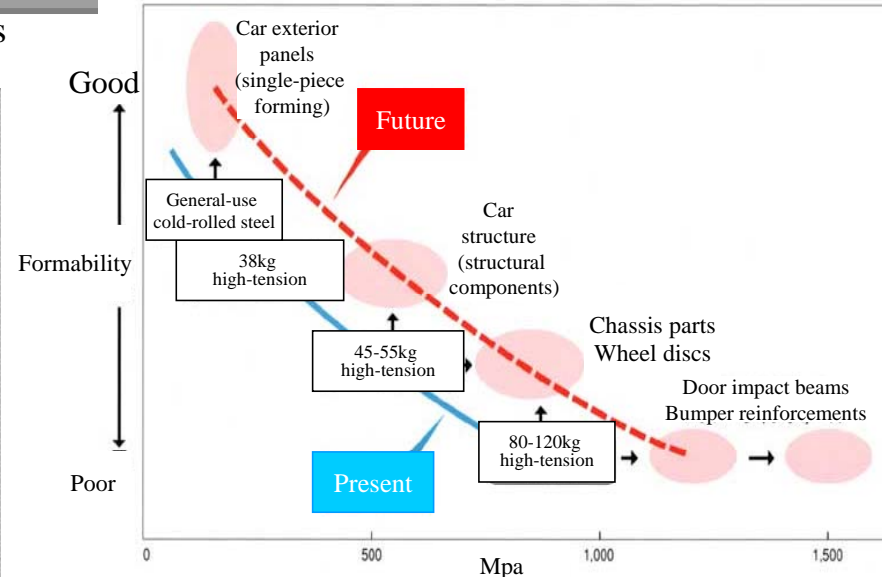 s
Good
Formability
Poor
Car exterior
panels
(single-piece
forming)
Future
General-use
cold-rolled steel
38kg
high-tension
Car
structure
(structural
components)
45-55kg
high-tension
Chassis parts
Wheel discs
Door impact beams
Bumper reinforcements
80-120kg
high-tension
Present
0
500
1,000
1,500
Mpa